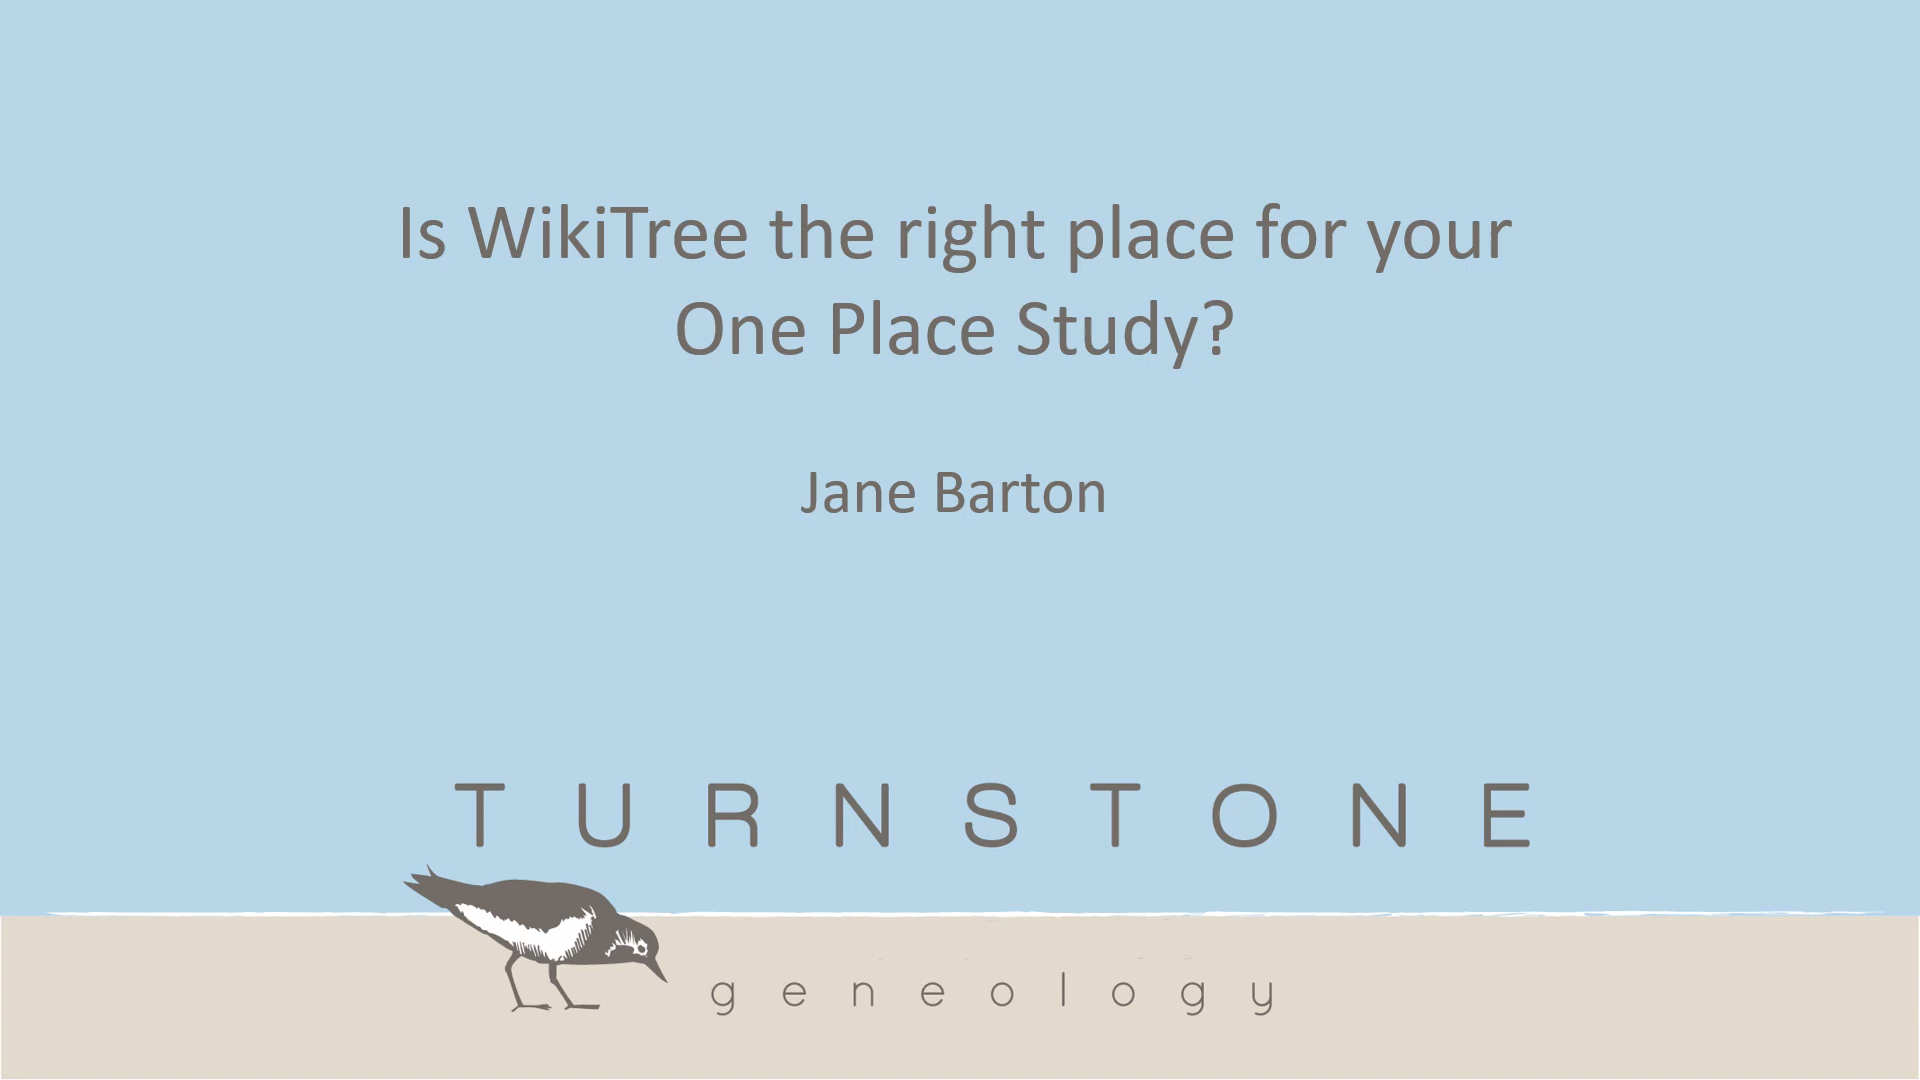 Is WikiTree the right place for your
One Place Study?
Jane Barton
TURNSTONE
geneology